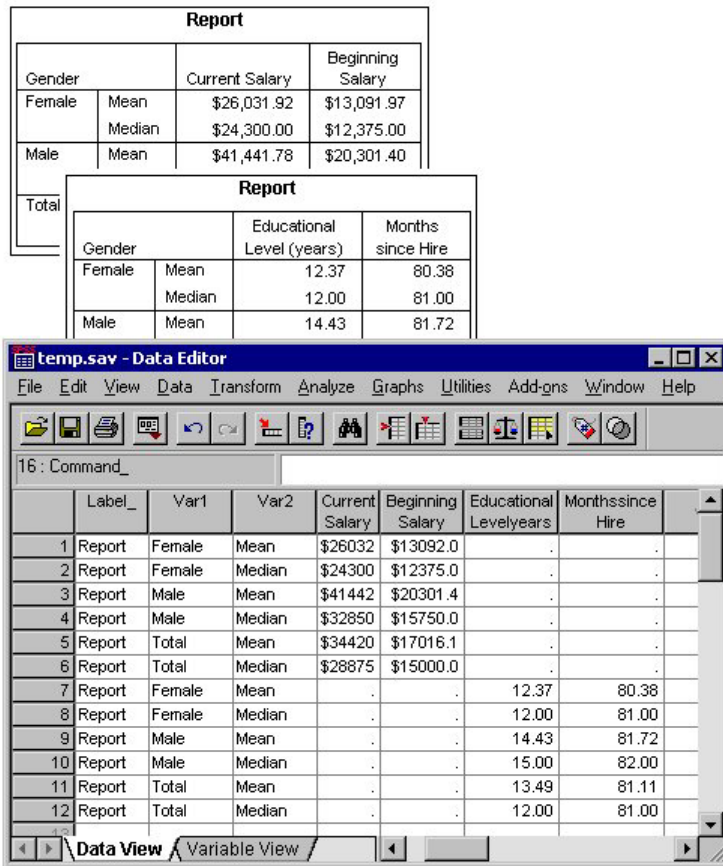 Report
Gender Current Salary Beginning Salary
Female Mean $26,031.92 $13,091.97
Median $24,300.00 $12,375.00
Male Mean $41,441.78 $20,301.40
Total
Report
Gender Educational Level (years) Months since Hire
Female Mean 12.37 80.38
Median 12.00 81.00
Male Mean 14.43 81.72
temp.sav - Data Editor
File Edit View Data Transform Analyze Graphs Utilities Add-ons Window Help
16 : Command_
Label_ Var1 Var2 Current Salary Beginning Salary Educational Levelyears Monthssince Hire
1 Report Female Mean $26032 $13092.0 . .
2 Report Female Median $24300 $12375.0 . .
3 Report Male Mean $41442 $20301.4 . .
4 Report Male Median $32850 $15750.0 . .
5 Report Total Mean $34420 $17016.1 . .
6 Report Total Median $28875 $15000.0 . .
7 Report Female Mean . . 12.37 80.38
8 Report Female Median . . 12.00 81.00
9 Report Male Mean . . 14.43 81.72
10 Report Male Median . . 15.00 82.00
11 Report Total Mean . . 13.49 81.11
12 Report Total Median . . 12.00 81.00
13
Data View Variable View